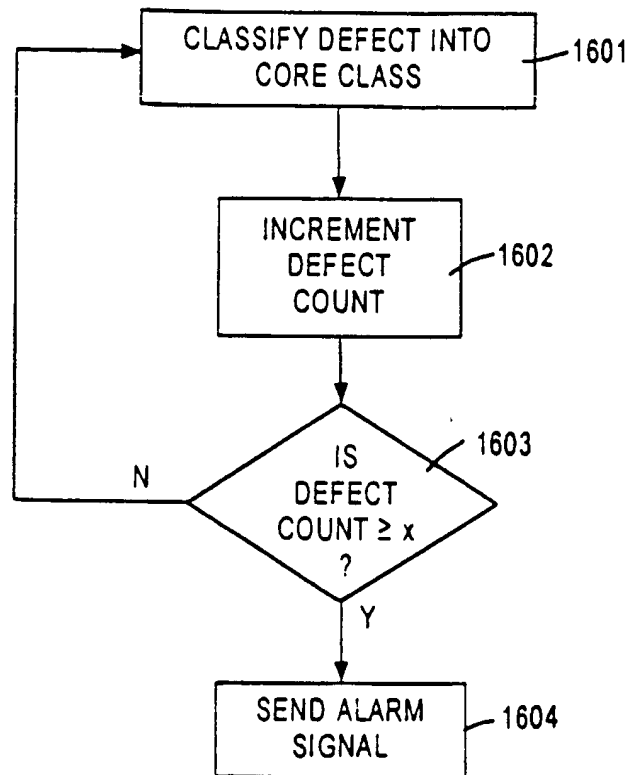 CLASSIFY DEFECT INTO
CORE CLASS
1601
INCREMENT
DEFECT
COUNT
1602
IS
DEFECT
COUNT ≥ x
?
1603
N
Y
SEND ALARM
SIGNAL
1604